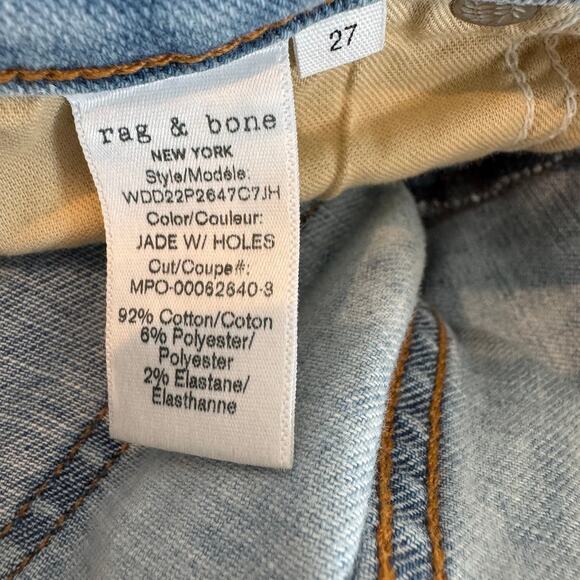 27
rag & bone
NEW YORK
Style/Modèle:
WDD22P2647C7JH
Color/Couleur:
JADE W/ HOLES
Cut/Coupe#:
MPO-00062640-3
92% Cotton/Coton
6% Polyester/
Polyester
2% Elastane/
Elasthanne